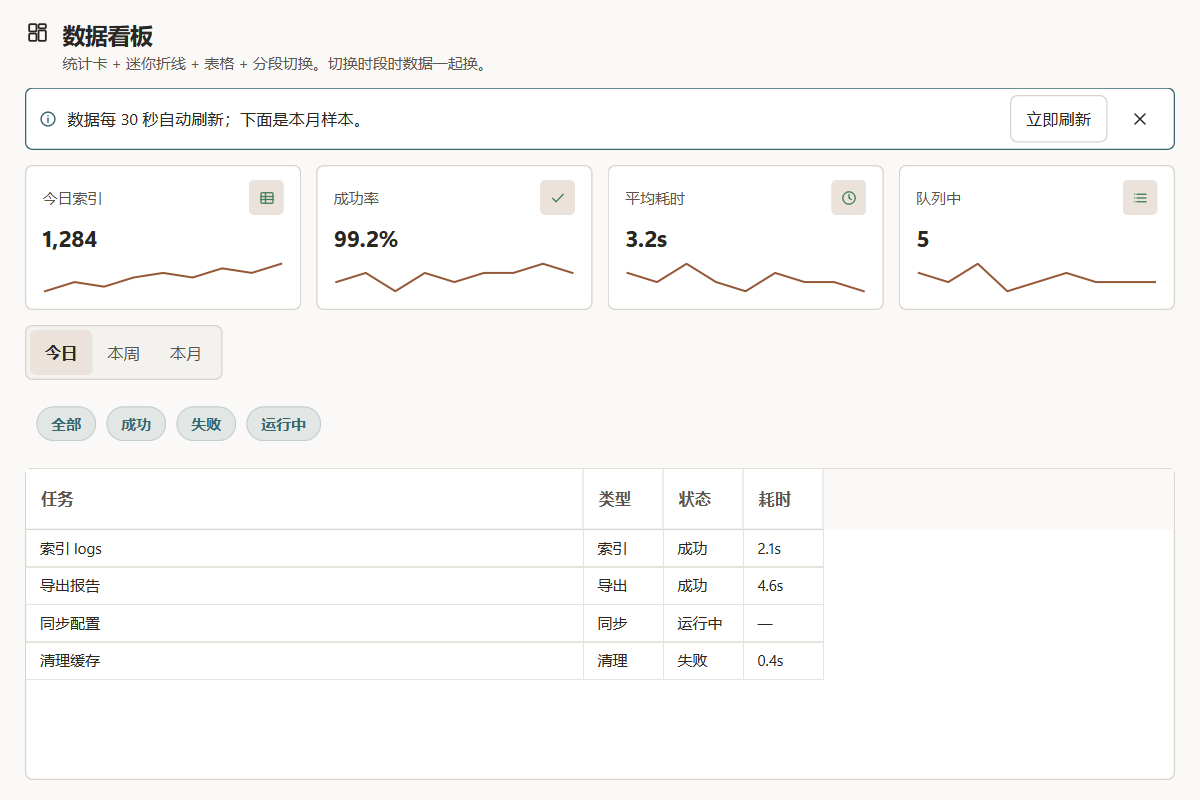 数据看板
统计卡 + 迷你折线 + 表格 + 分段切换。切换时段时数据一起换。
数据每 30 秒自动刷新；下面是本月样本。 立即刷新
今日索引 成功率 平均耗时 队列中
1,284 99.2% 3.2s 5
今日 本周 本月
全部 成功 失败 运行中
任务 类型 状态 耗时
索引 logs 索引 成功 2.1s
导出报告 导出 成功 4.6s
同步配置 同步 运行中 —
清理缓存 清理 失败 0.4s